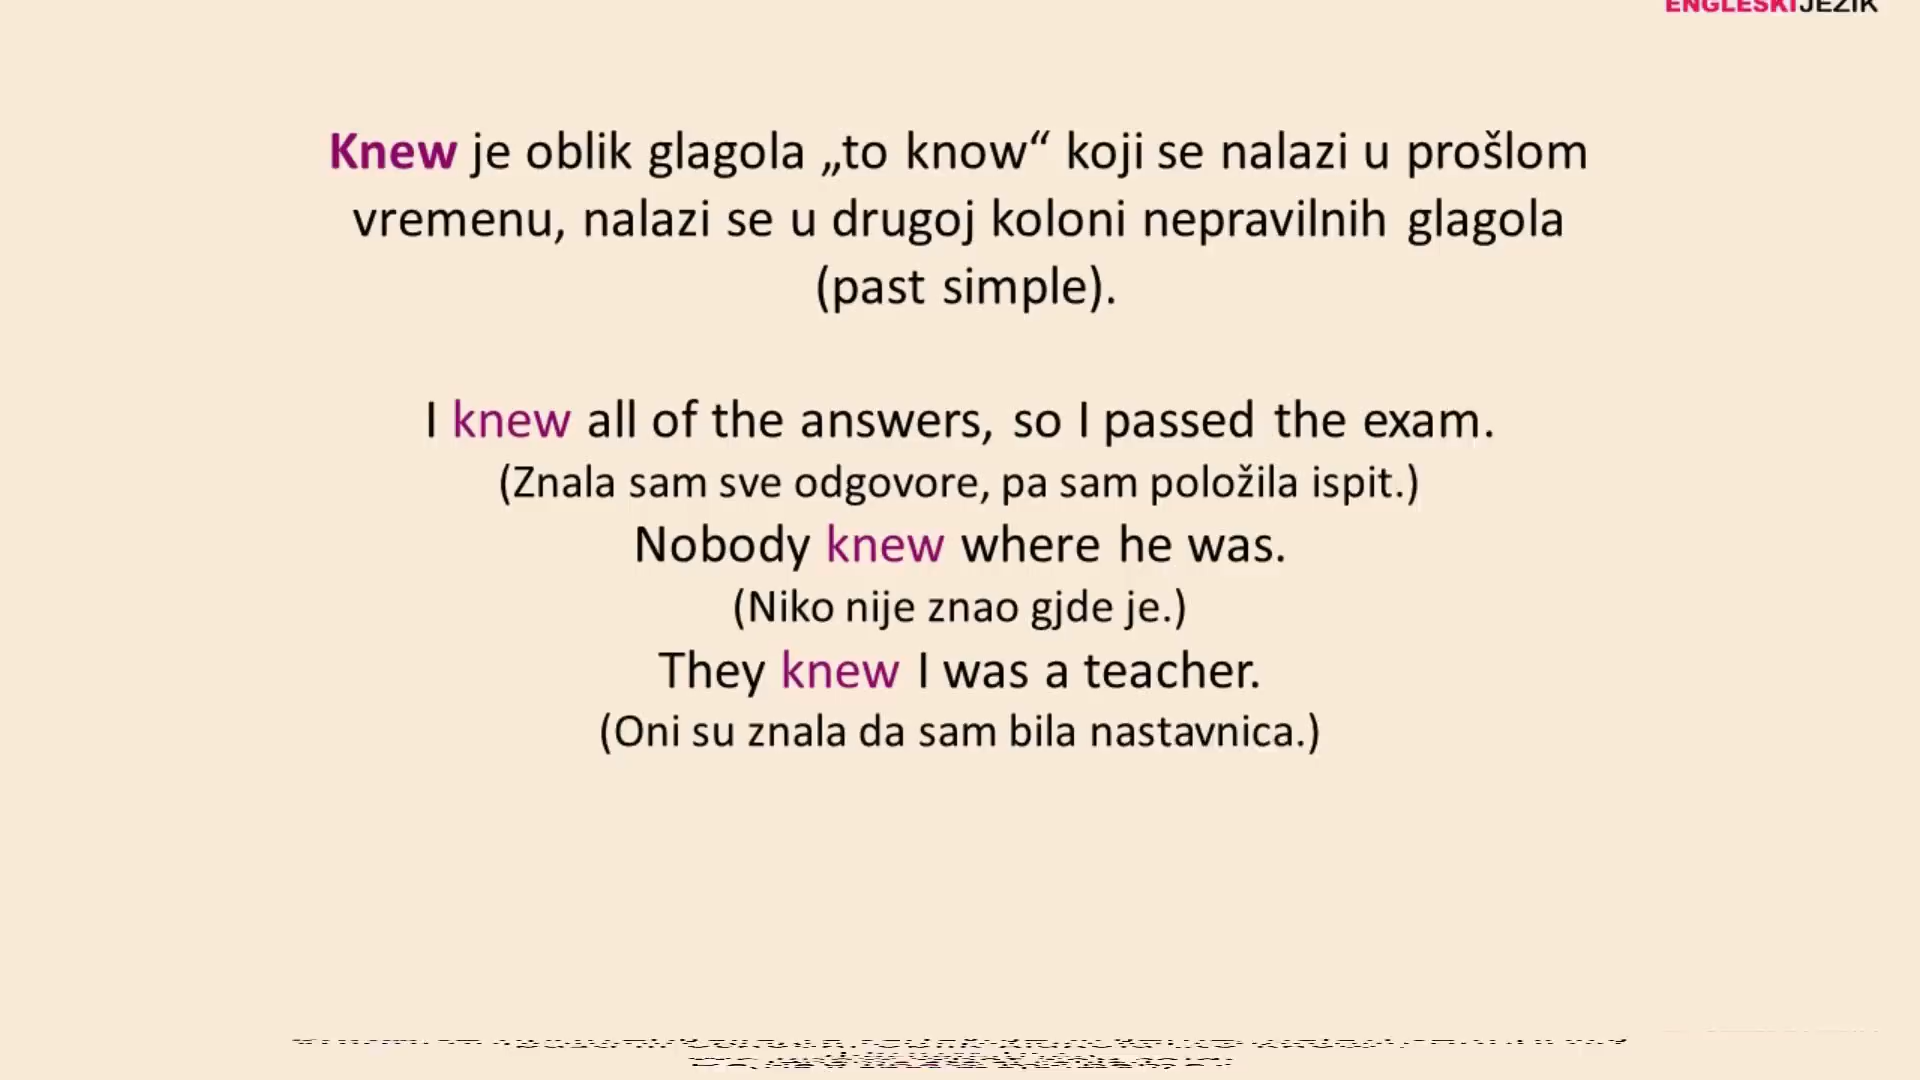 ENGLESKIJEZIK
Knew je oblik glagola „to know“ koji se nalazi u prošlom
vremenu, nalazi se u drugoj koloni nepravilnih glagola
(past simple).
I knew all of the answers, so I passed the exam.
(Znala sam sve odgovore, pa sam položila ispit.)
Nobody knew where he was.
(Niko nije znao gjde je.)
They knew I was a teacher.
(Oni su znala da sam bila nastavnica.)